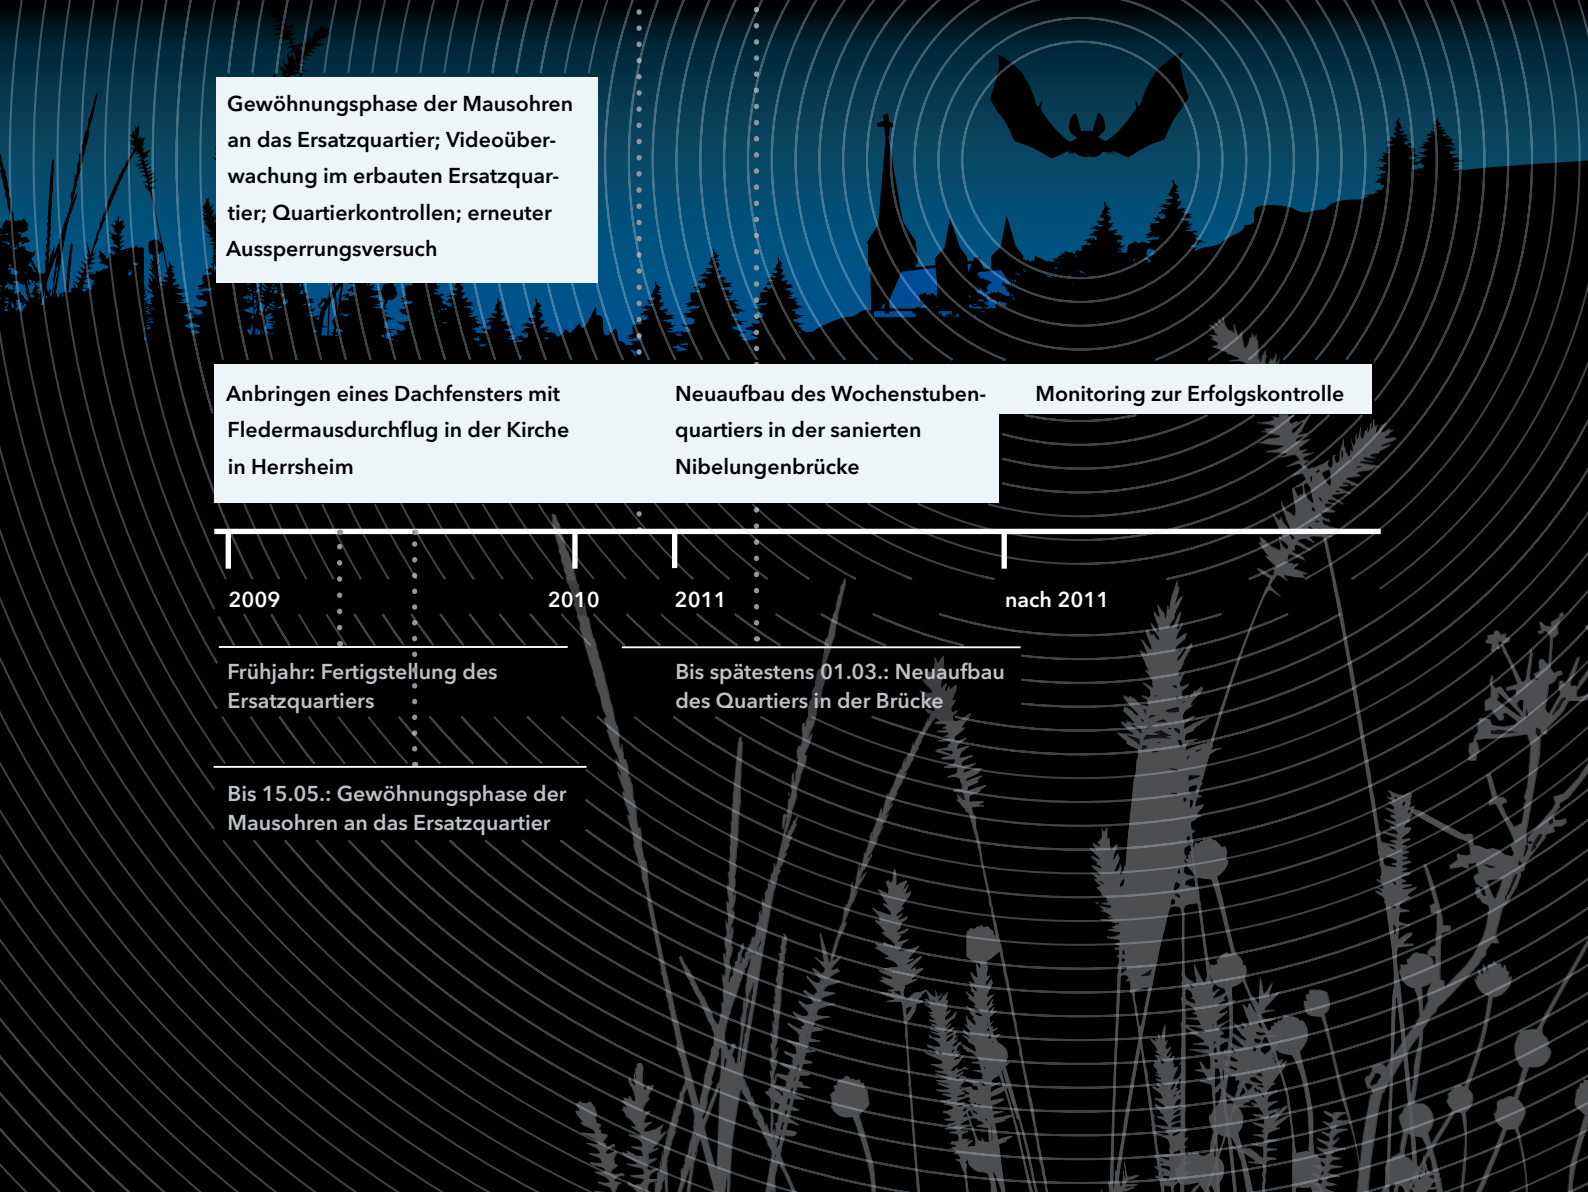 Gewöhnungsphase der Mausohren
an das Ersatzquartier; Videoüber-
wachung im erbauten Ersatzquar-
tier; Quartierkontrollen; erneuter
Aussperrungsversuch
Anbringen eines Dachfensters mit
Fledermausdurchflug in der Kirche
in Herrsheim
Neuaufbau des Wochenstuben-
quartiers in der sanierten
Nibelungenbrücke
Monitoring zur Erfolgskontrolle
2009
2010
2011
nach 2011
Frühjahr: Fertigstellung des
Ersatzquartiers
Bis spätestens 01.03.: Neuaufbau
des Quartiers in der Brücke
Bis 15.05.: Gewöhnungsphase der
Mausohren an das Ersatzquartier